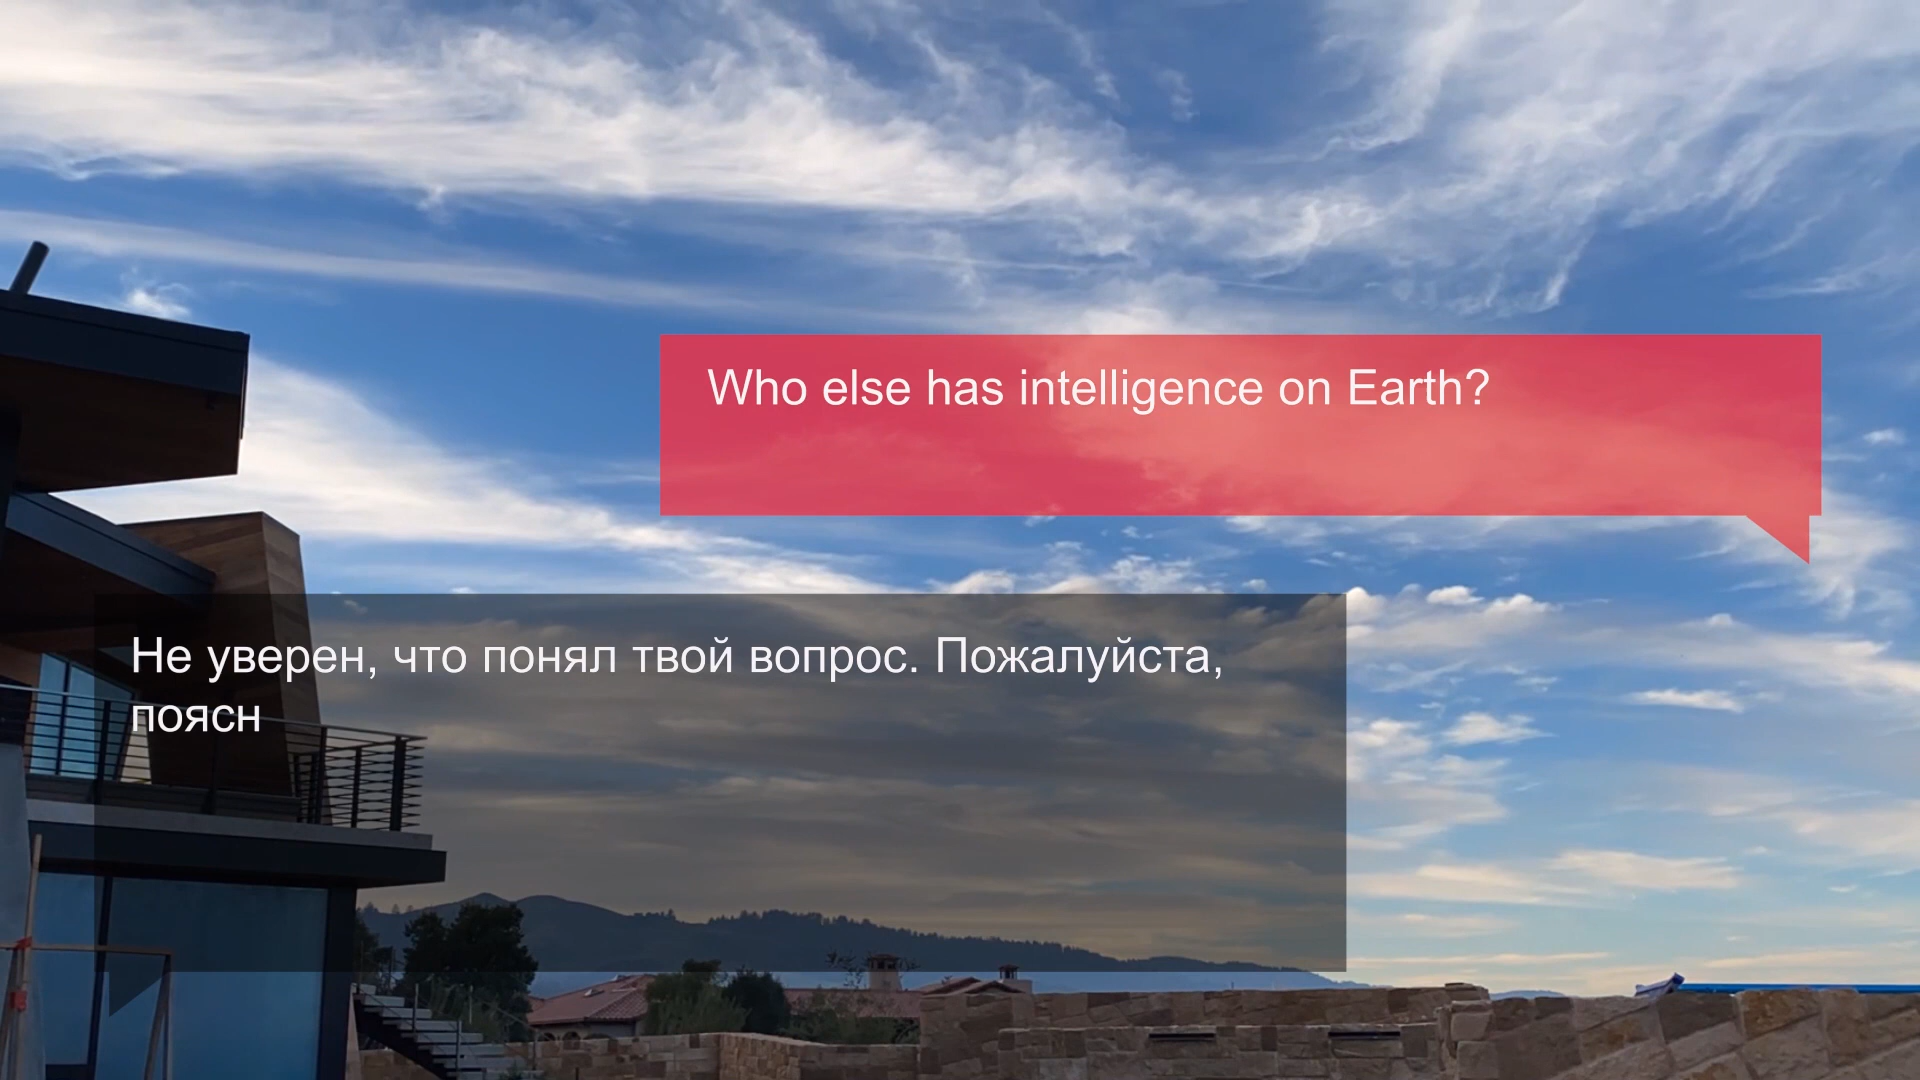 Who else has intelligence on Earth?
Не уверен, что понял твой вопрос. Пожалуйста,
поясн